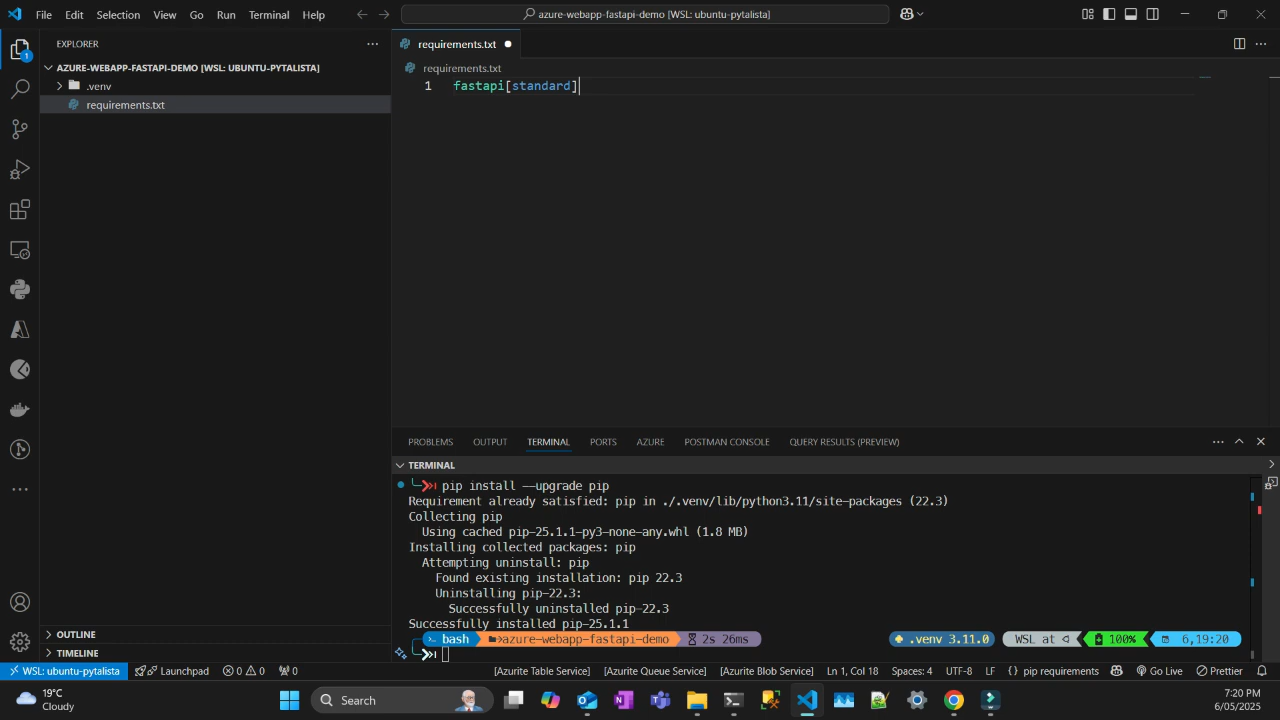 File Edit Selection View Go Run Terminal Help
azure-webapp-fastapi-demo [WSL: ubuntu-pytalista]
EXPLORER
requirements.txt
1
AZURE-WEBAPP-FASTAPI-DEMO [WSL: UBUNTU-PYTALISTA]
requirements.txt
.venv
1 fastapi[standard]
requirements.txt
PROBLEMS OUTPUT TERMINAL PORTS AZURE POSTMAN CONSOLE QUERY RESULTS (PREVIEW)
TERMINAL
pip install --upgrade pip
Requirement already satisfied: pip in ./.venv/lib/python3.11/site-packages (22.3)
Collecting pip
Using cached pip-25.1.1-py3-none-any.whl (1.8 MB)
Installing collected packages: pip
Attempting uninstall: pip
Found existing installation: pip 22.3
Uninstalling pip-22.3:
Successfully uninstalled pip-22.3
Successfully installed pip-25.1.1
bash azure-webapp-fastapi-demo 2s 26ms .venv 3.11.0 WSL at 100% 6,19:20
OUTLINE
TIMELINE
WSL: ubuntu-pytalista Launchpad 0 0 0 [Azurite Table Service] [Azurite Queue Service] [Azurite Blob Service] Ln 1, Col 18 Spaces: 4 UTF-8 LF {} pip requirements Go Live Prettier
19°C
Cloudy
Search
7:20 PM
6/05/2025